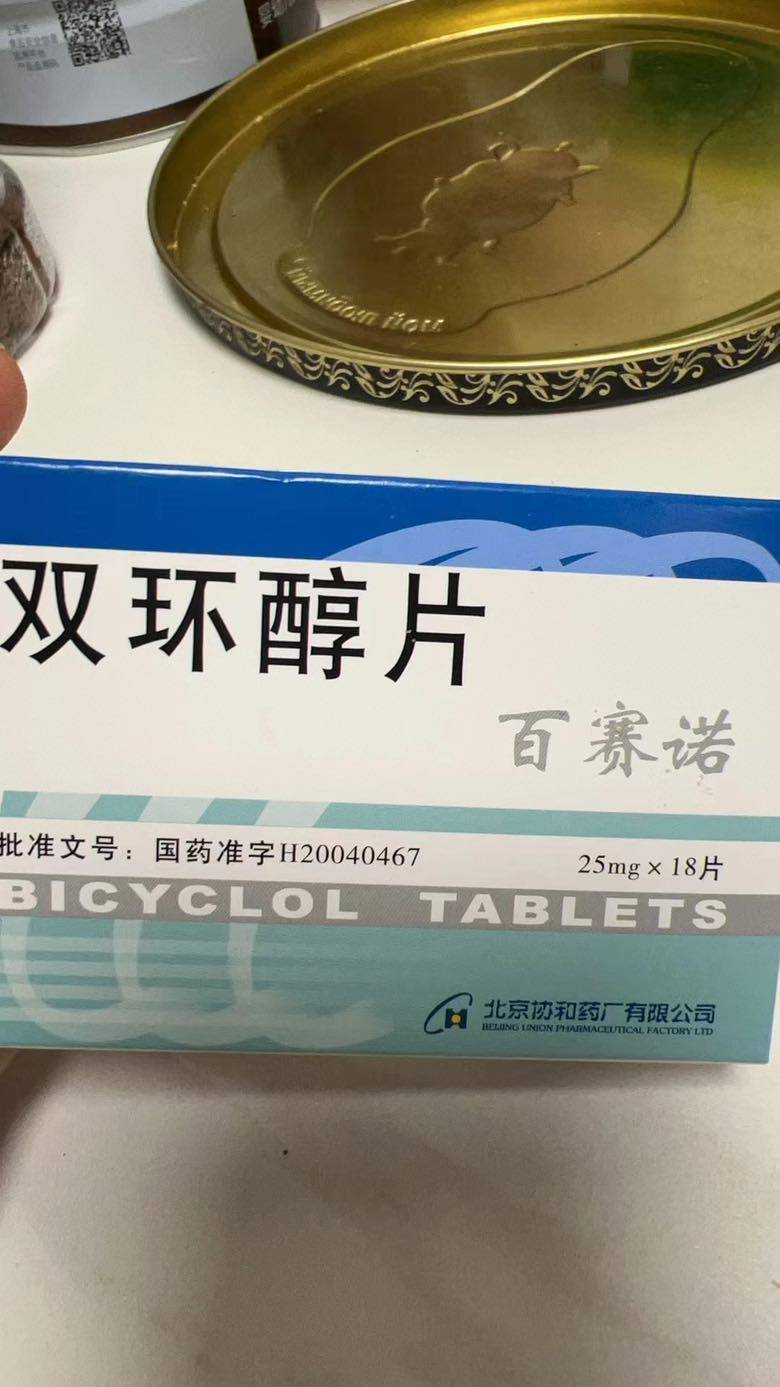 双环醇片
百赛诺
批准文号：国药准字H20040467
25mg×18片
BICYCLOL TABLETS
北京协和药厂有限公司
BEIJING UNION PHARMACEUTICAL FACTORY LTD